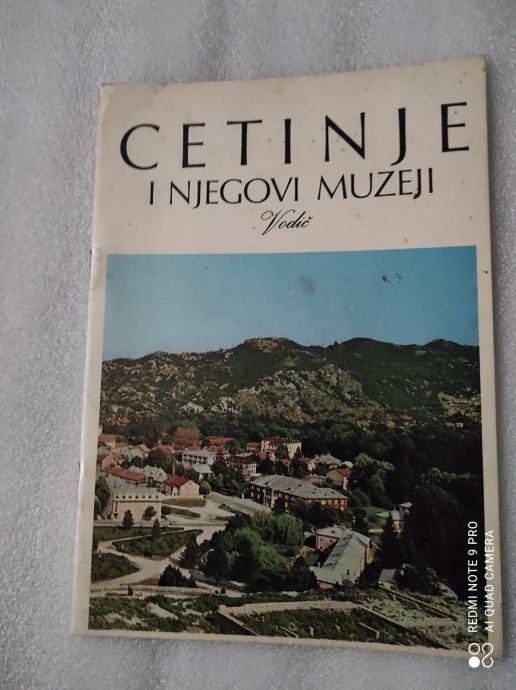 CETINJE
I NJEGOVI MUZEJI
Vodič
REDMI NOTE 9 PRO
AI QUAD CAMERA